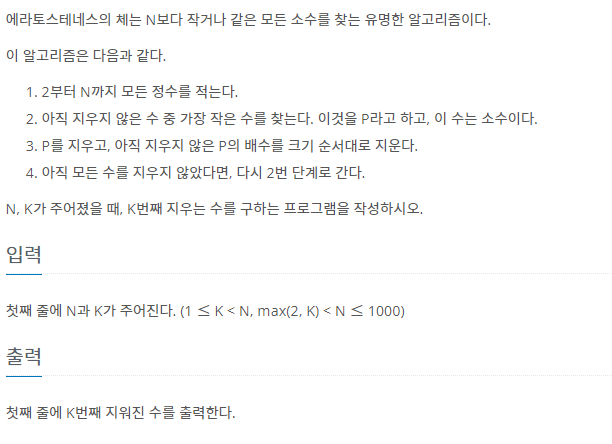 에라토스테네스의 체는 N보다 작거나 같은 모든 소수를 찾는 유명한 알고리즘이다.
이 알고리즘은 다음과 같다.
1. 2부터 N까지 모든 정수를 적는다.
2. 아직 지우지 않은 수 중 가장 작은 수를 찾는다. 이것을 P라고 하고, 이 수는 소수이다.
3. P를 지우고, 아직 지우지 않은 P의 배수를 크기 순서대로 지운다.
4. 아직 모든 수를 지우지 않았다면, 다시 2번 단계로 간다.
N, K가 주어졌을 때, K번째 지우는 수를 구하는 프로그램을 작성하시오.
입력
첫째 줄에 N과 K가 주어진다. (1 ≤ K < N, max(2, K) < N ≤ 1000)
출력
첫째 줄에 K번째 지워진 수를 출력한다.